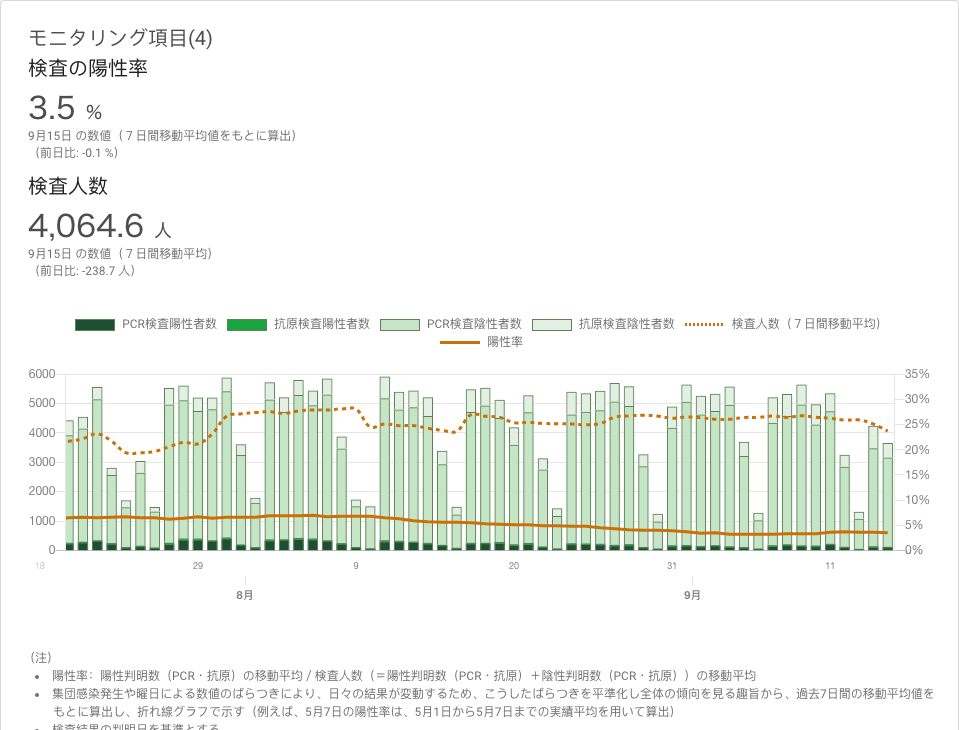 モニタリング項目(4)
検査の陽性率
3.5 %
9月15日 の数値（７日間移動平均値をもとに算出）
（前日比: -0.1 %）
検査人数
4,064.6 人
9月15日 の数値（７日間移動平均）
（前日比: -238.7 人）
PCR検査陽性者数 抗原検査陽性者数 PCR検査陰性者数 抗原検査陰性者数 検査人数（７日間移動平均）
陽性率
6000 35%
5000 30%
4000 25%
3000 20%
2000 15%
1000 10%
0 5%
0%
18 29 9 20 31 11
8月 9月
（注）
陽性率：陽性判明数（PCR・抗原）の移動平均 / 検査人数（＝陽性判明数（PCR・抗原）＋陰性判明数（PCR・抗原））の移動平均
集団感染発生や曜日による数値のばらつきにより、日々の結果が変動するため、こうしたばらつきを平準化し全体の傾向を見る趣旨から、過去7日間の移動平均値を
もとに算出し、折れ線グラフで示す（例えば、5月7日の陽性率は、5月1日から5月7日までの実績平均を用いて算出）
検査結果の判明日を基準とする